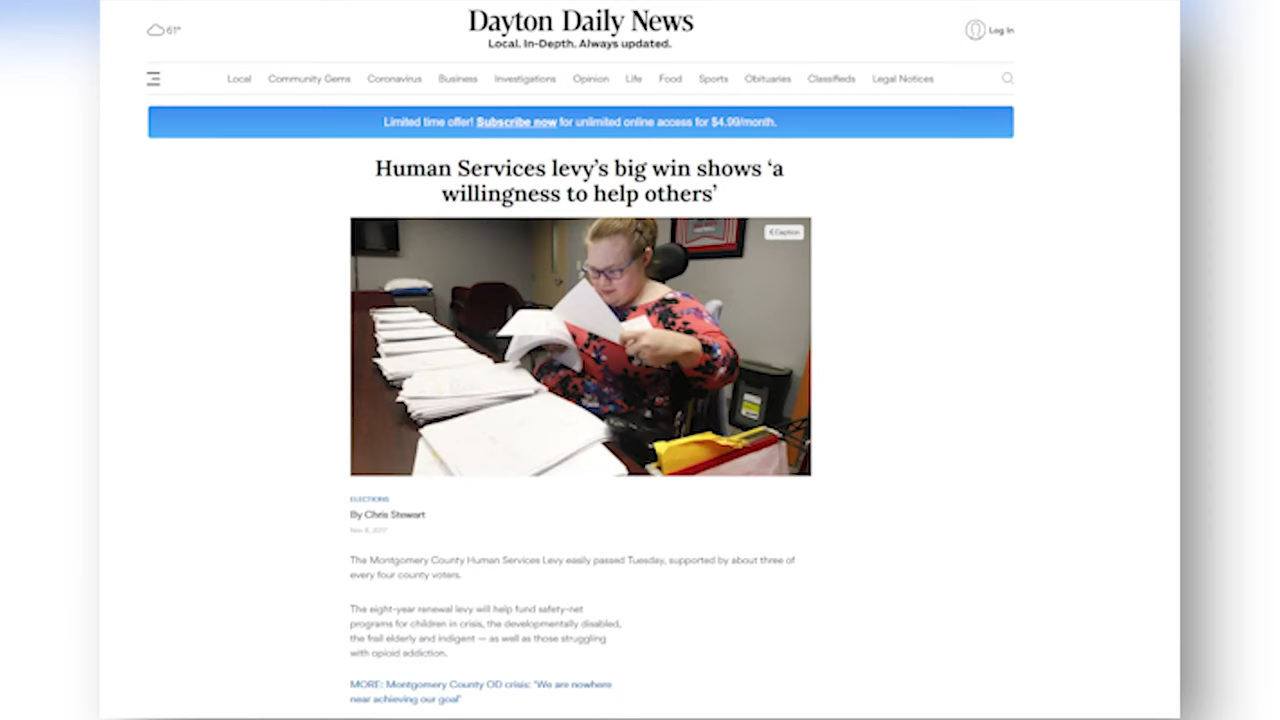 Dayton Daily News
61°
Local. In-Depth. Always updated.
Log In
Local Community Gems Coronavirus Business Investigations Opinion Life Food Sports Obituaries Classifieds Legal Notices
Limited time offer! Subscribe now for unlimited online access for $4.99/month.
Human Services levy's big win shows 'a
willingness to help others'
Caption
ELECTIONS
By Chris Stewart
Nov 8, 2017
The Montgomery County Human Services Levy easily passed Tuesday, supported by about three of
every four county voters.
The eight-year renewal levy will help fund safety-net
programs for children in crisis, the developmentally disabled,
the frail elderly and indigent — as well as those struggling
with opioid addiction.
MORE: Montgomery County OD crisis: "We are nowhere
near achieving our goal"